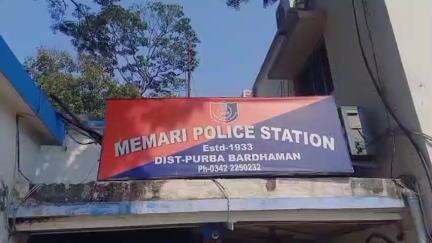 MEMARI POLICE STATION
Estd-1933
DIST-PURBA BARDHAMAN
Ph-0342 2250232